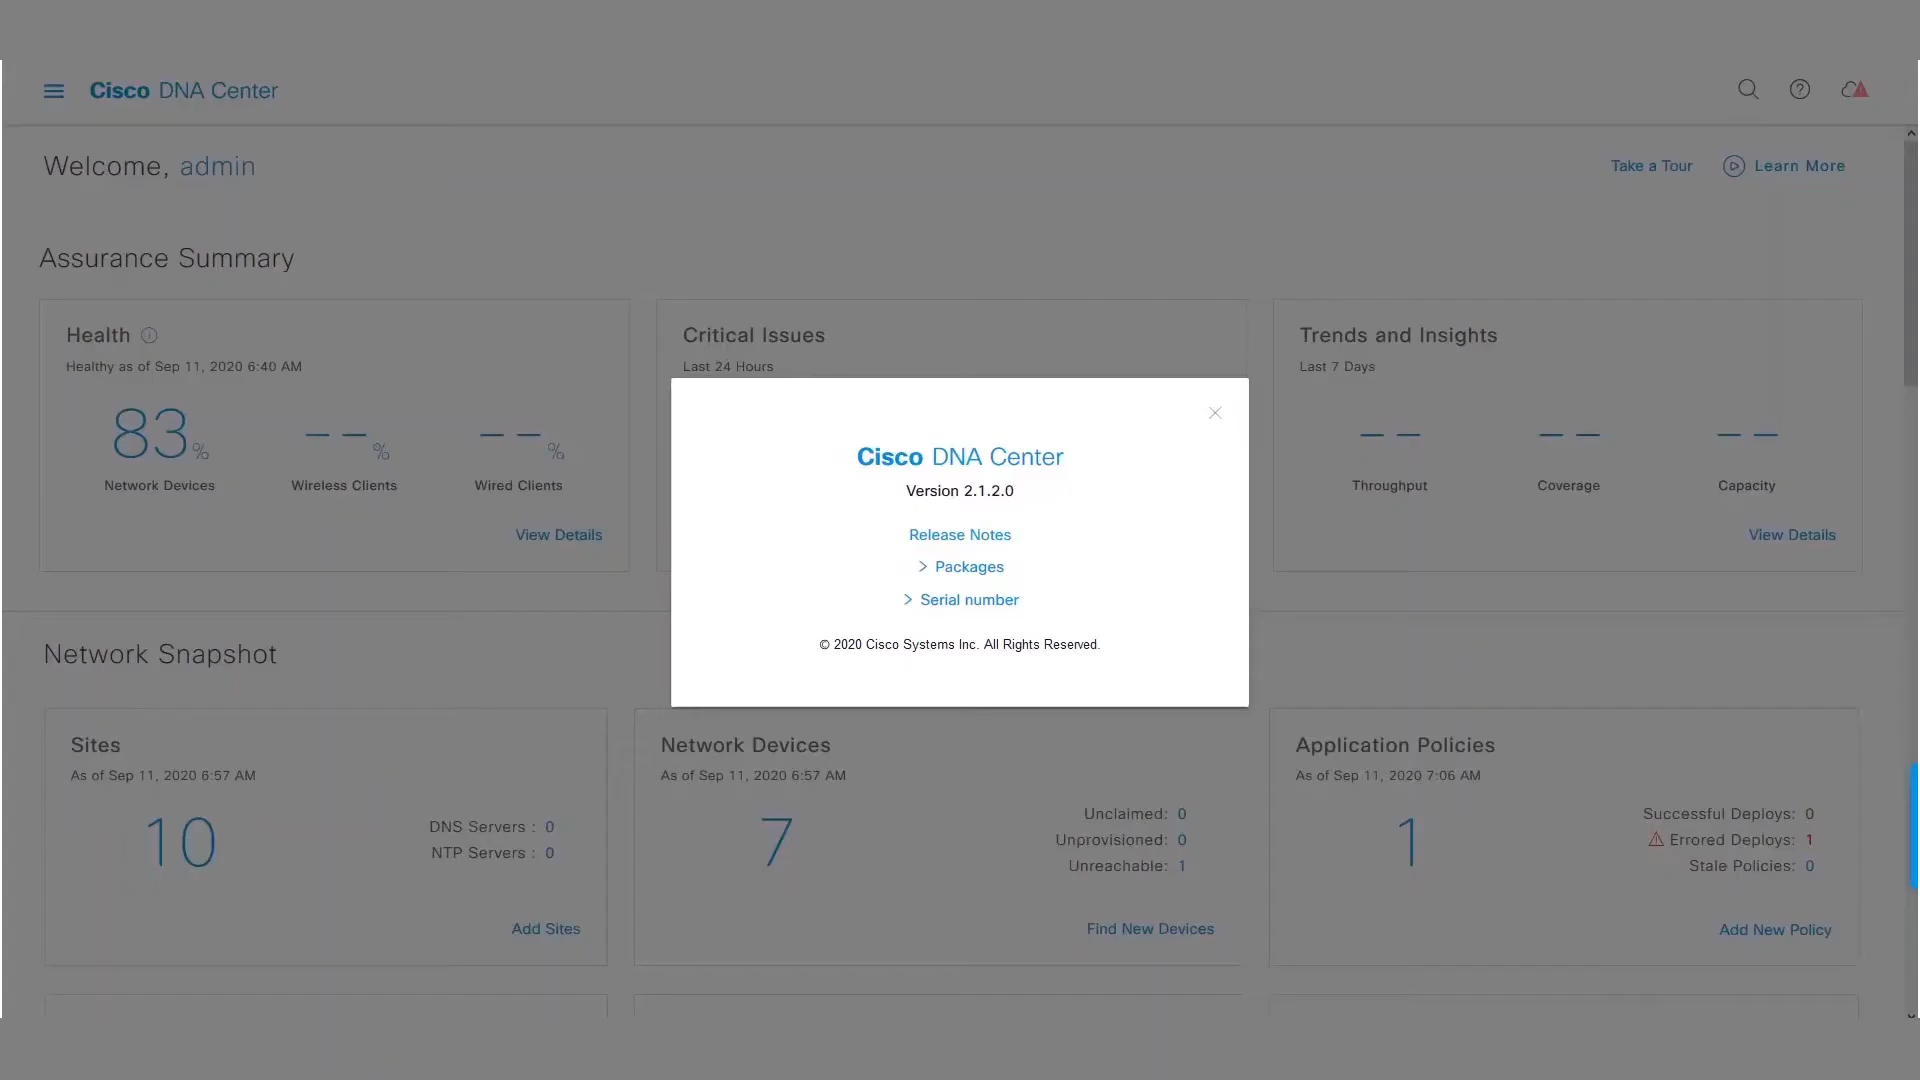 Cisco DNA Center
Welcome, admin
Take a Tour
Learn More
Assurance Summary
Health
Healthy as of Sep 11, 2020 6:40 AM
83%
Network Devices
-- %
Wireless Clients
-- %
Wired Clients
View Details
Critical Issues
Last 24 Hours
Trends and Insights
Last 7 Days
--
Throughput
--
Coverage
--
Capacity
View Details
Cisco DNA Center
Version 2.1.2.0
Release Notes
> Packages
> Serial number
© 2020 Cisco Systems Inc. All Rights Reserved.
Network Snapshot
Sites
As of Sep 11, 2020 6:57 AM
10
DNS Servers : 0
NTP Servers : 0
Add Sites
Network Devices
As of Sep 11, 2020 6:57 AM
7
Unclaimed: 0
Unprovisioned: 0
Unreachable: 1
Find New Devices
Application Policies
As of Sep 11, 2020 7:06 AM
1
Successful Deploys: 0
Errored Deploys: 1
Stale Policies: 0
Add New Policy